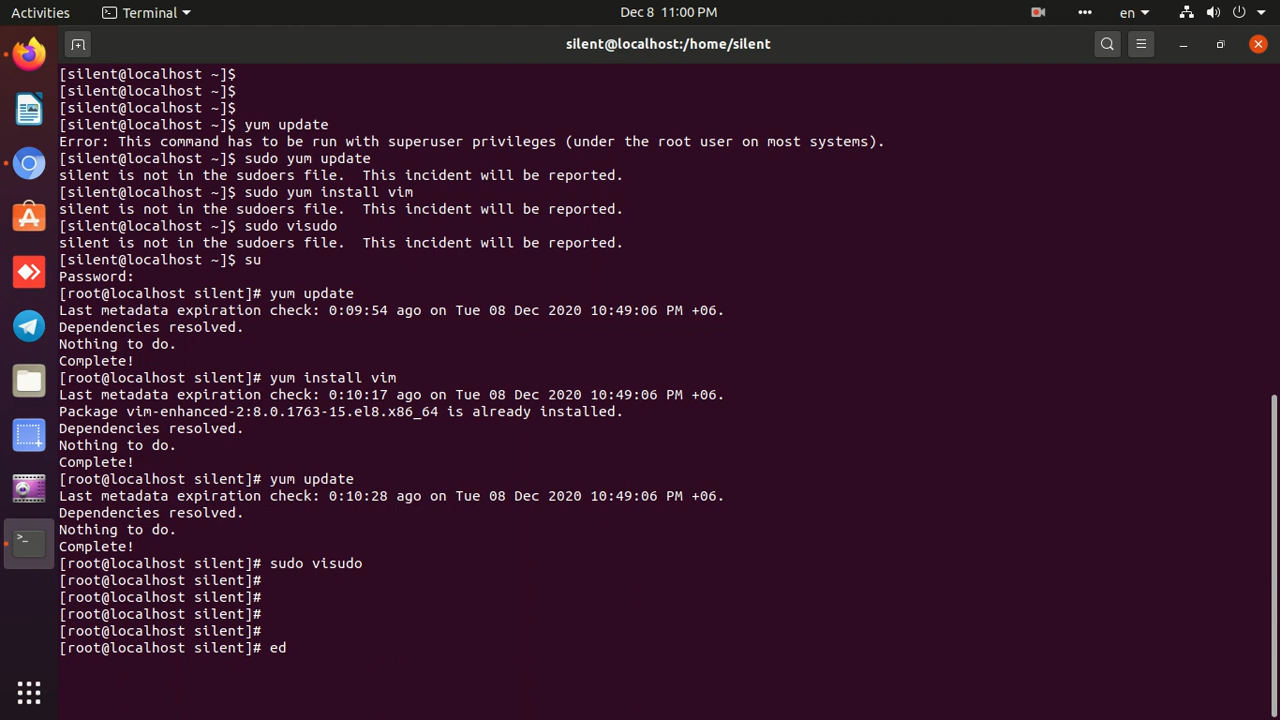 Activities
Terminal
Dec 8 11:00 PM
en
silent@localhost:/home/silent
[silent@localhost ~]$
[silent@localhost ~]$
[silent@localhost ~]$
[silent@localhost ~]$ yum update
Error: This command has to be run with superuser privileges (under the root user on most systems).
[silent@localhost ~]$ sudo yum update
silent is not in the sudoers file.  This incident will be reported.
[silent@localhost ~]$ sudo yum install vim
silent is not in the sudoers file.  This incident will be reported.
[silent@localhost ~]$ sudo visudo
silent is not in the sudoers file.  This incident will be reported.
[silent@localhost ~]$ su
Password:
[root@localhost silent]# yum update
Last metadata expiration check: 0:09:54 ago on Tue 08 Dec 2020 10:49:06 PM +06.
Dependencies resolved.
Nothing to do.
Complete!
[root@localhost silent]# yum install vim
Last metadata expiration check: 0:10:17 ago on Tue 08 Dec 2020 10:49:06 PM +06.
Package vim-enhanced-2:8.0.1763-15.el8.x86_64 is already installed.
Dependencies resolved.
Nothing to do.
Complete!
[root@localhost silent]# yum update
Last metadata expiration check: 0:10:28 ago on Tue 08 Dec 2020 10:49:06 PM +06.
Dependencies resolved.
Nothing to do.
Complete!
[root@localhost silent]# sudo visudo
[root@localhost silent]#
[root@localhost silent]#
[root@localhost silent]#
[root@localhost silent]#
[root@localhost silent]# ed